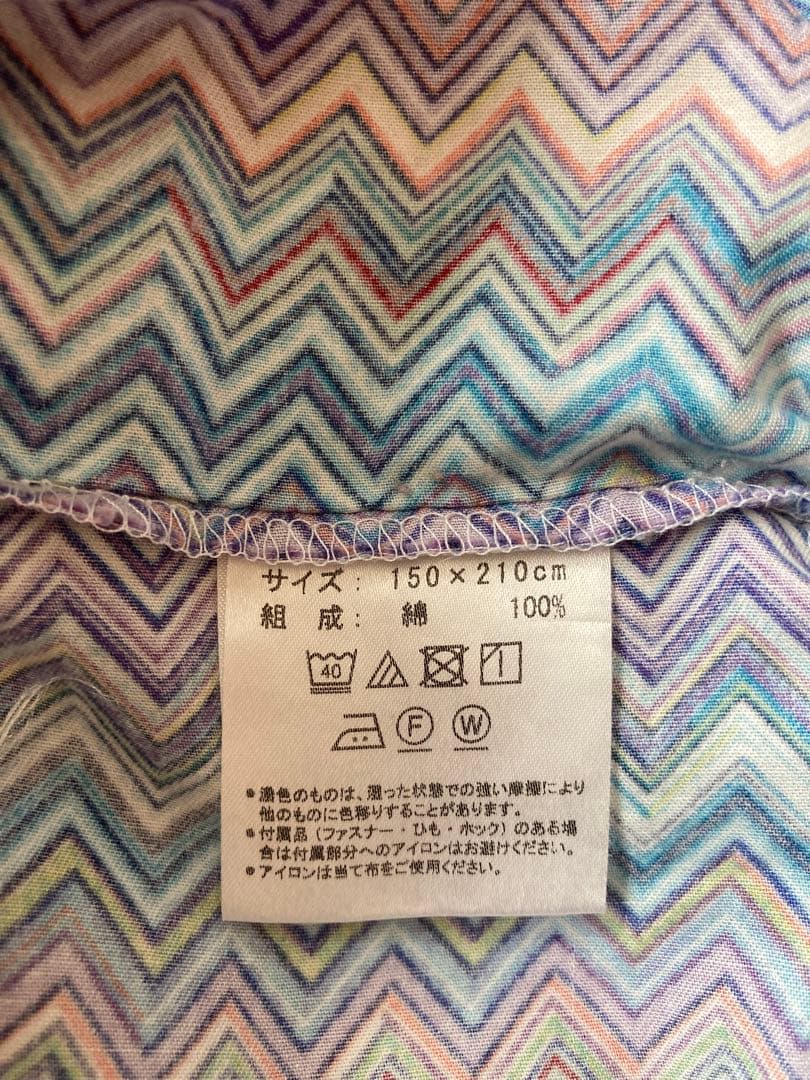 サイズ: 150×210cm
組 成: 綿 100%
40
F W
※濃色のものは、湿った状態での強い摩擦により
他のものに色移りすることがあります。
※付属品(ファスナー・ひも・ホック)のある場
合は付属部分へのアイロンはお避けください。
※アイロンは当て布をご使用ください。